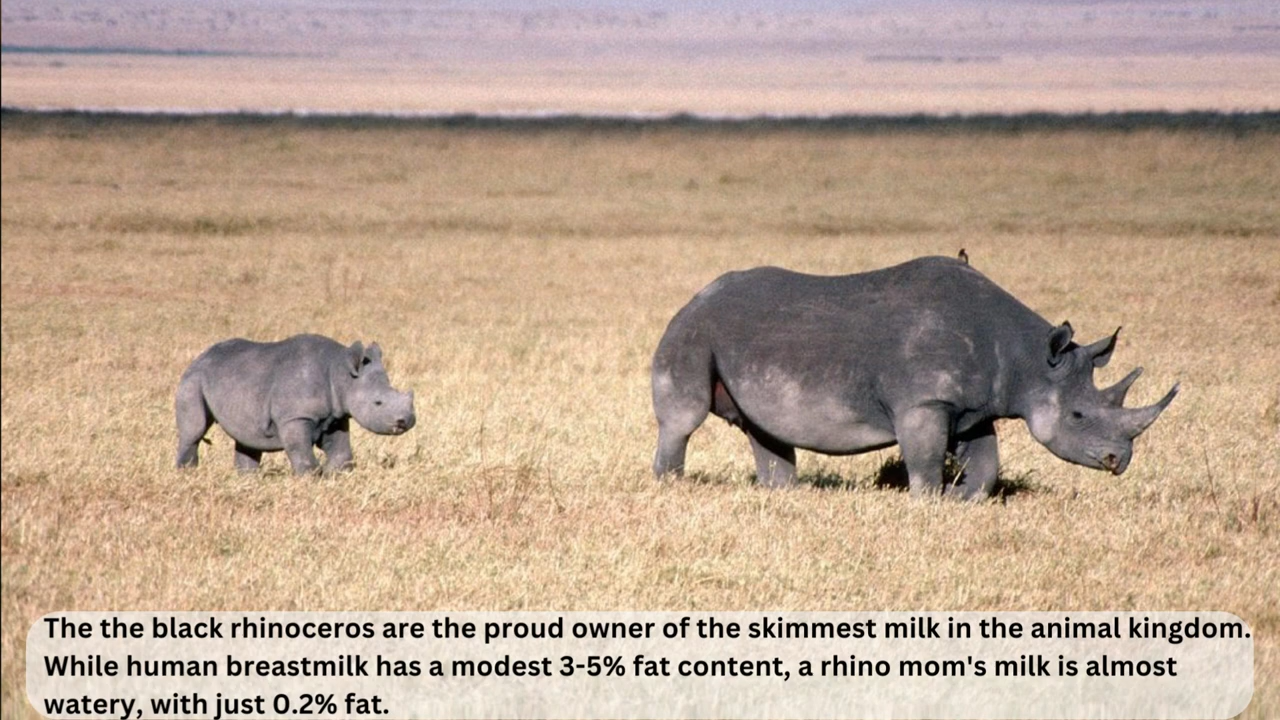 The the black rhinoceros are the proud owner of the skimmest milk in the animal kingdom.
While human breastmilk has a modest 3-5% fat content, a rhino mom's milk is almost
watery, with just 0.2% fat.